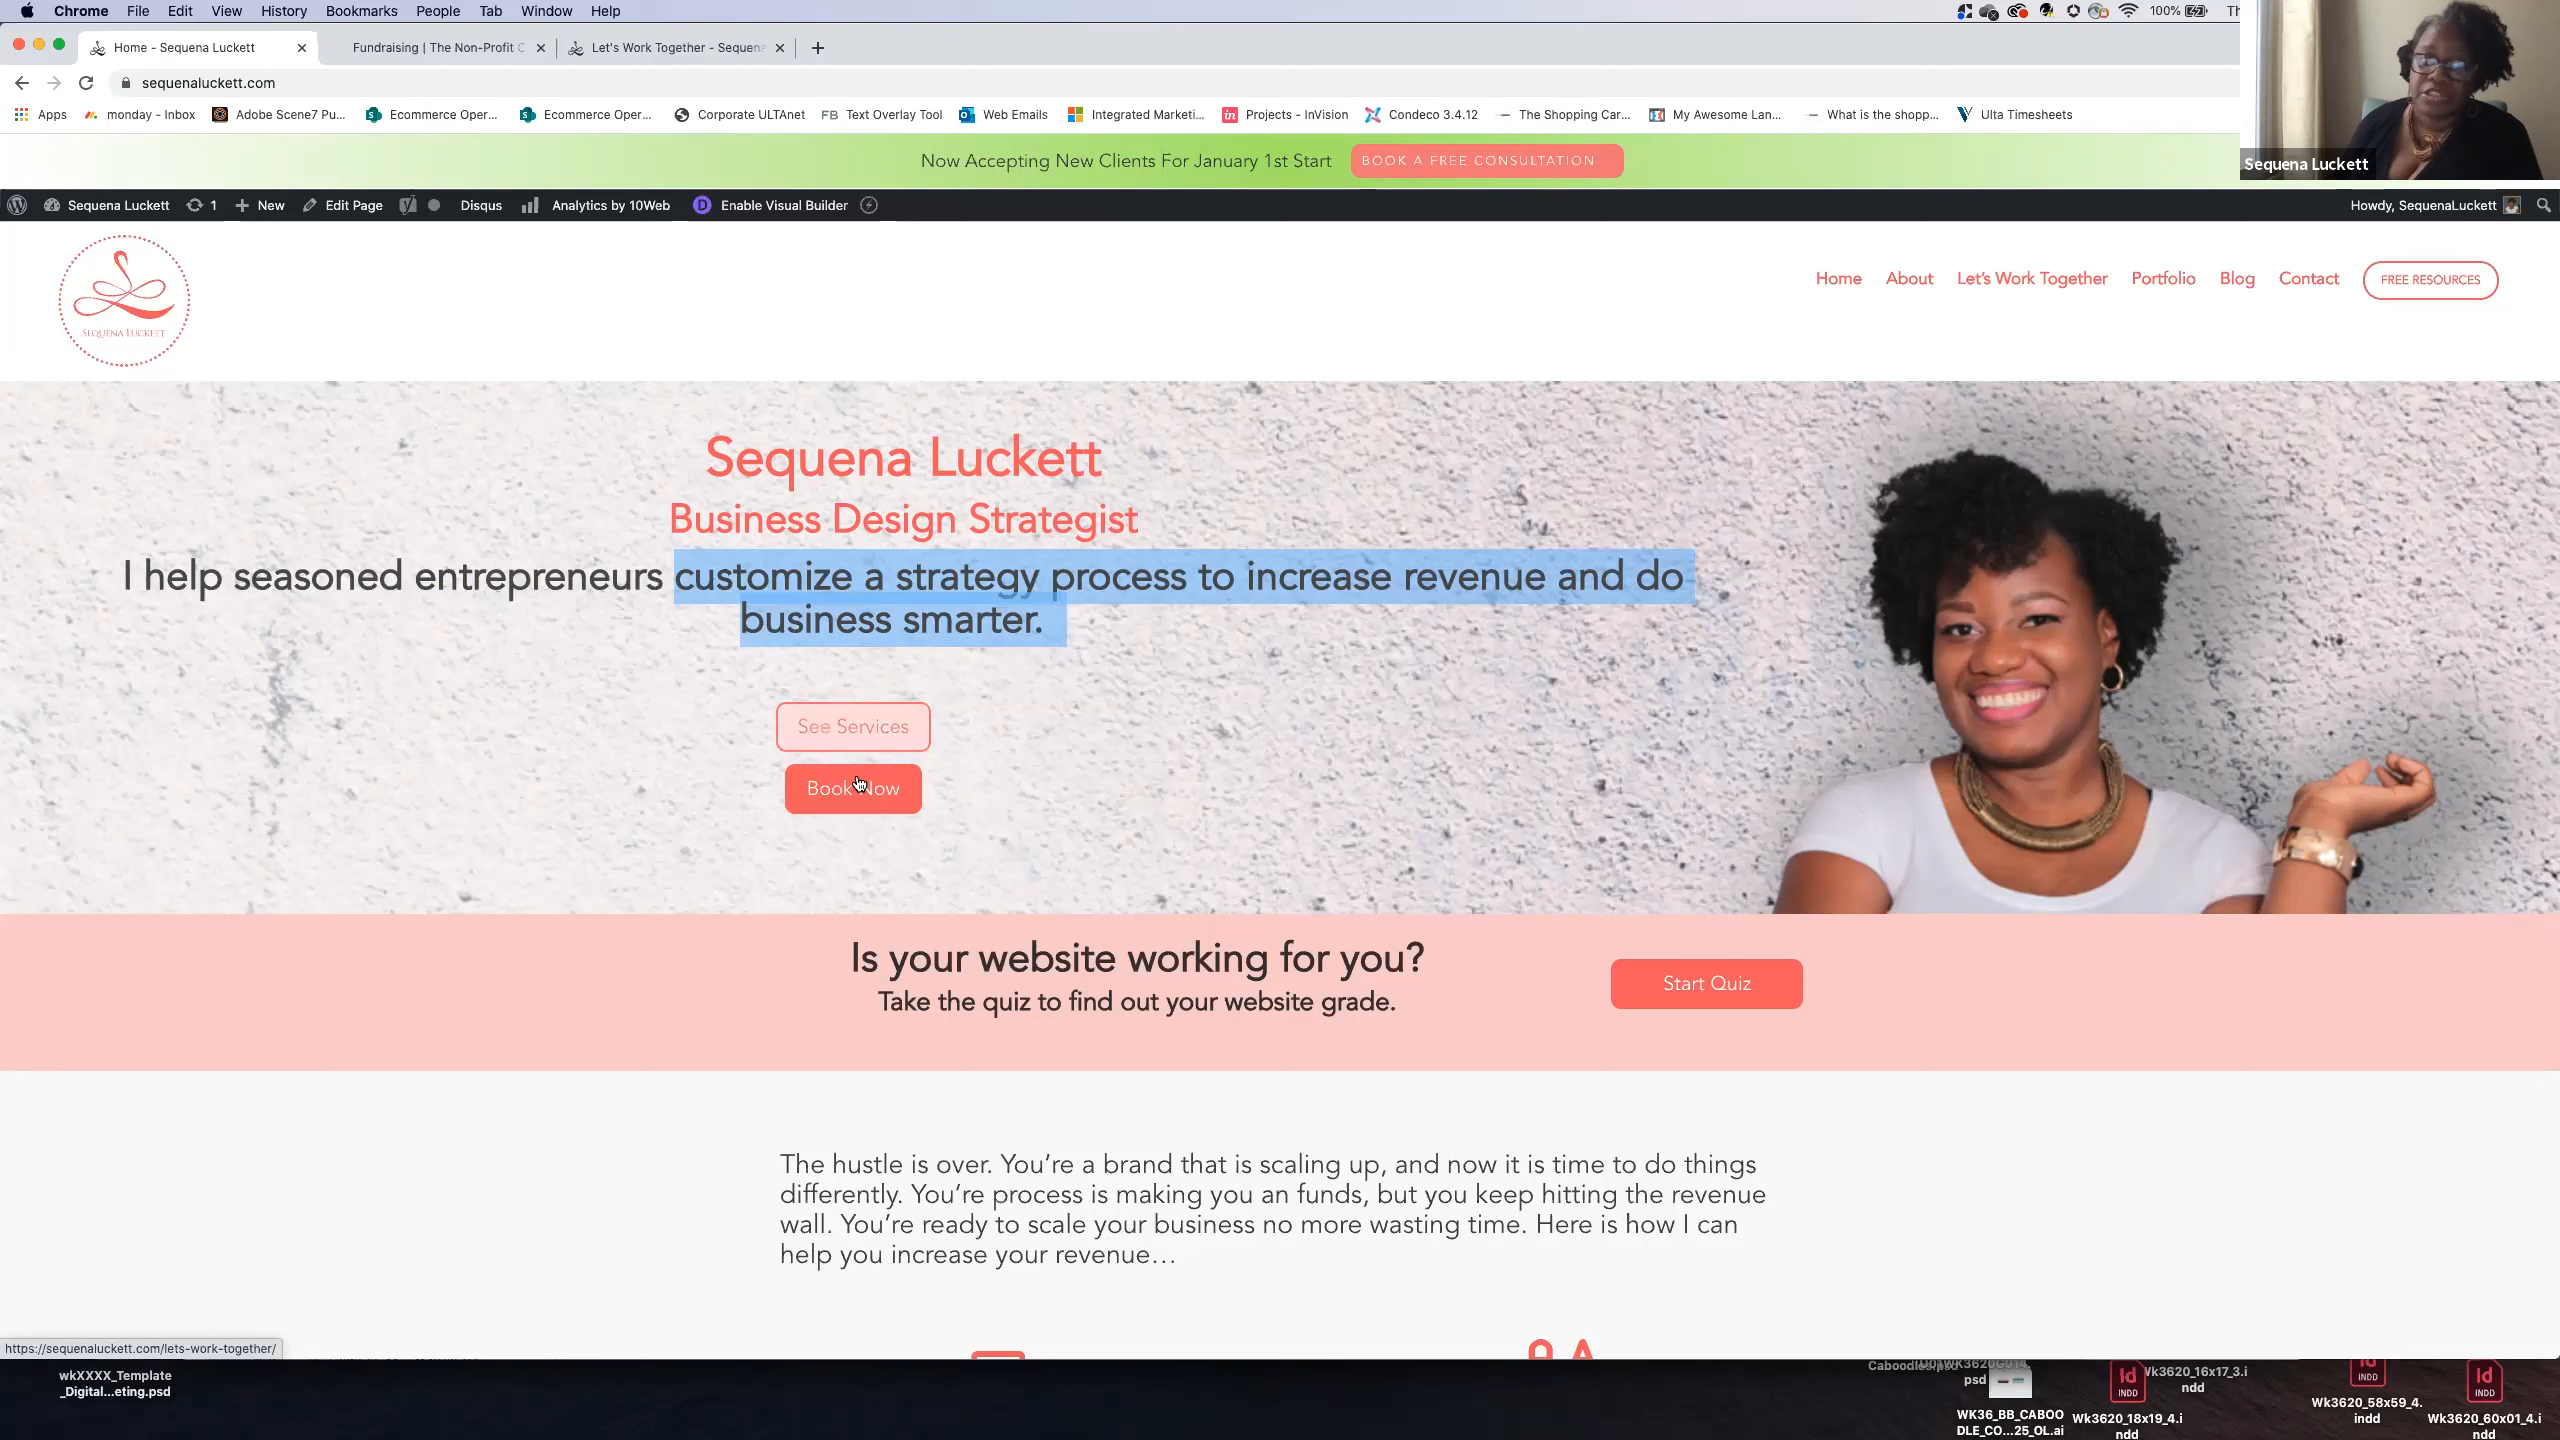 Chrome File Edit View History Bookmarks People Tab Window Help
100%
Home - Sequena Luckett
Fundraising | The Non-Profit
Let's Work Together - Sequen
sequenaluckett.com
Apps monday - Inbox Adobe Scene7 Pu... Ecommerce Oper... Ecommerce Oper... Corporate ULTAnet FB Text Overlay Tool Web Emails Integrated Marketi... Projects - InVision Condeco 3.4.12 The Shopping Car... My Awesome Lan... What is the shopp... Ulta Timesheets
Now Accepting New Clients For January 1st Start BOOK A FREE CONSULTATION
Sequena Luckett
Sequena Luckett 1 New Edit Page Disqus Analytics by 10Web Enable Visual Builder
Howdy, SequenaLuckett
SEQUENA LUCKETT
Home About Let's Work Together Portfolio Blog Contact FREE RESOURCES
Sequena Luckett
Business Design Strategist
I help seasoned entrepreneurs customize a strategy process to increase revenue and do
business smarter.
See Services
Book Now
Is your website working for you?
Take the quiz to find out your website grade.
Start Quiz
The hustle is over. You're a brand that is scaling up, and now it is time to do things
differently. You're process is making you an funds, but you keep hitting the revenue
wall. You're ready to scale your business no more wasting time. Here is how I can
help you increase your revenue...
https://sequenaluckett.com/lets-work-together/
wkXXXX_Template
_Digital...eting.psd
psd
WK36_BB_CABOO
DLE_CO...25_OL.ai
Id
INDD
Wk3620_18x19_4.i
ndd
Wk3620_16x17_3.i
ndd
Id
INDD
Wk3620_58x59_4.
indd
Id
INDD
Wk3620_60x01_4.i
ndd